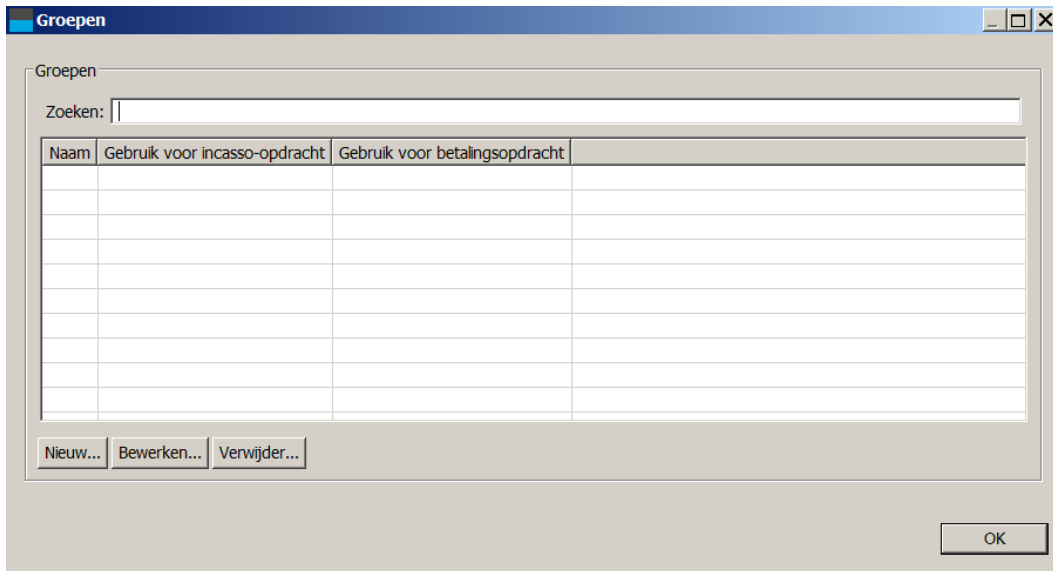 Groepen
Groepen
Zoeken:
Naam Gebruik voor incasso-opdracht Gebruik voor betalingsopdracht
Nieuw... Bewerken... Verwijder...
OK